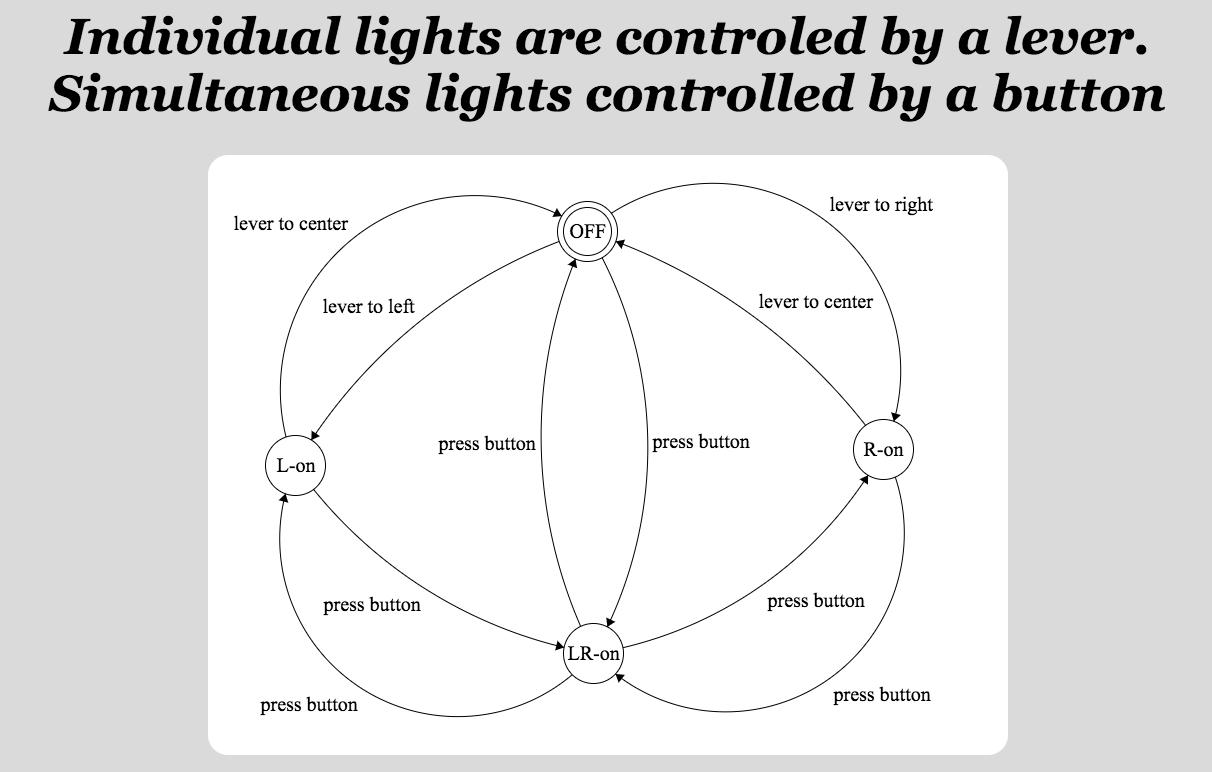 Individual lights are controled by a lever.
Simultaneous lights controlled by a button
lever to center
lever to right
OFF
lever to left
lever to center
press button
press button
L-on
R-on
press button
press button
LR-on
press button
press button